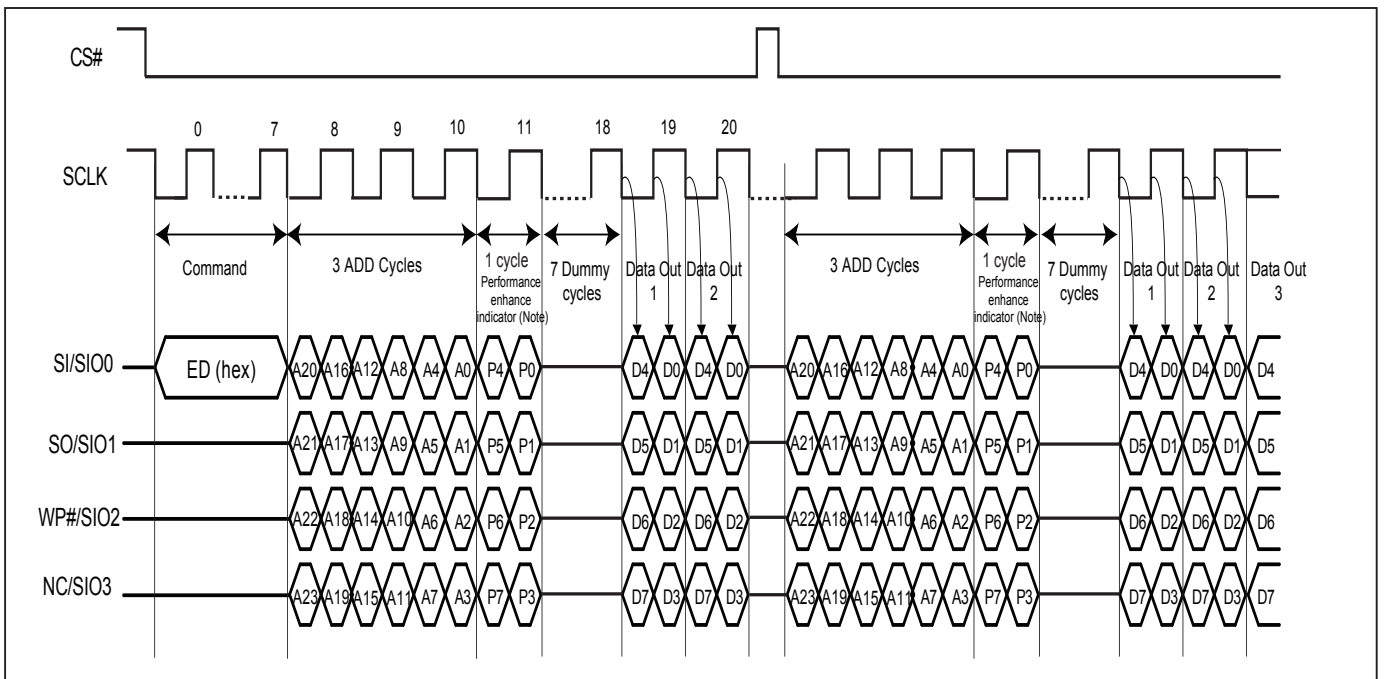 CS#
0 7 8 9 10 11 18 19 20
SCLK
Command
3 ADD Cycles
1 cycle
Performance
enhance
indicator (Note)
7 Dummy
cycles
Data Out
1
Data Out
2
3 ADD Cycles
1 cycle
Performance
enhance
indicator (Note)
7 Dummy
cycles
Data Out
1
Data Out
2
Data Out
3
SI/SIO0 ED (hex) A20 A16 A12 A8 A4 A0 P4 P0 D4 D0 D4 D0 A20 A16 A12 A8 A4 A0 P4 P0 D4 D0 D4 D0 D4
SO/SIO1 A21 A17 A13 A9 A5 A1 P5 P1 D5 D1 D5 D1 A21 A17 A13 A9 A5 A1 P5 P1 D5 D1 D5 D1 D5
WP#/SIO2 A22 A18 A14 A10 A6 A2 P6 P2 D6 D2 D6 D2 A22 A18 A14 A10 A6 A2 P6 P2 D6 D2 D6 D2 D6
NC/SIO3 A23 A19 A15 A11 A7 A3 P7 P3 D7 D3 D7 D3 A23 A19 A15 A11 A7 A3 P7 P3 D7 D3 D7 D3 D7